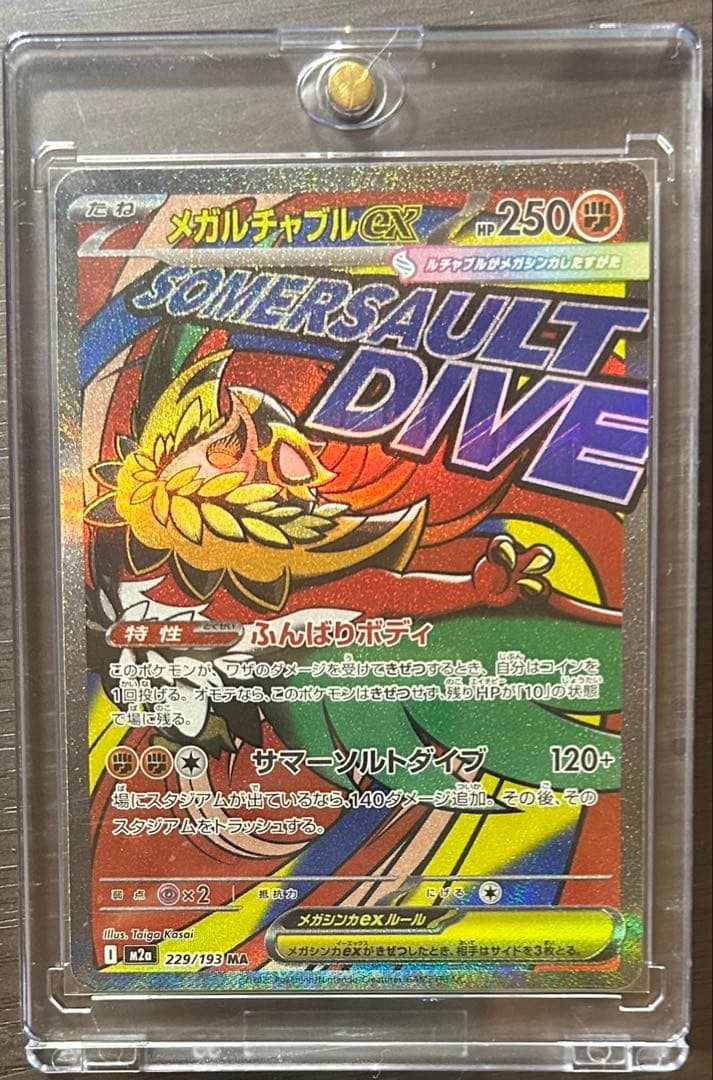 たね メガルチャブルex HP250
ルチャブルがメガシンカしたすがた
SOMERSAULT
DIVE
特性 とくせい ふんばりボディ
このポケモンが、ワザのダメージを受けてきぜつするとき、自分はコインを
1回投げる。オモテなら、このポケモンはきぜつせず、残りHPが「10」の状態
で場に残る。
サマーソルトダイブ 120+
場にスタジアムが出ているなら、140ダメージ追加。その後、その
スタジアムをトラッシュする。
弱点 ×2 抵抗力 にげる
メガシンカexルール
メガシンカexがきぜつしたとき、相手はサイドを3枚とる。
Illus. Taiga Kasai
I M2a 229/193 MA
Pokémon/Nintendo/Creatures